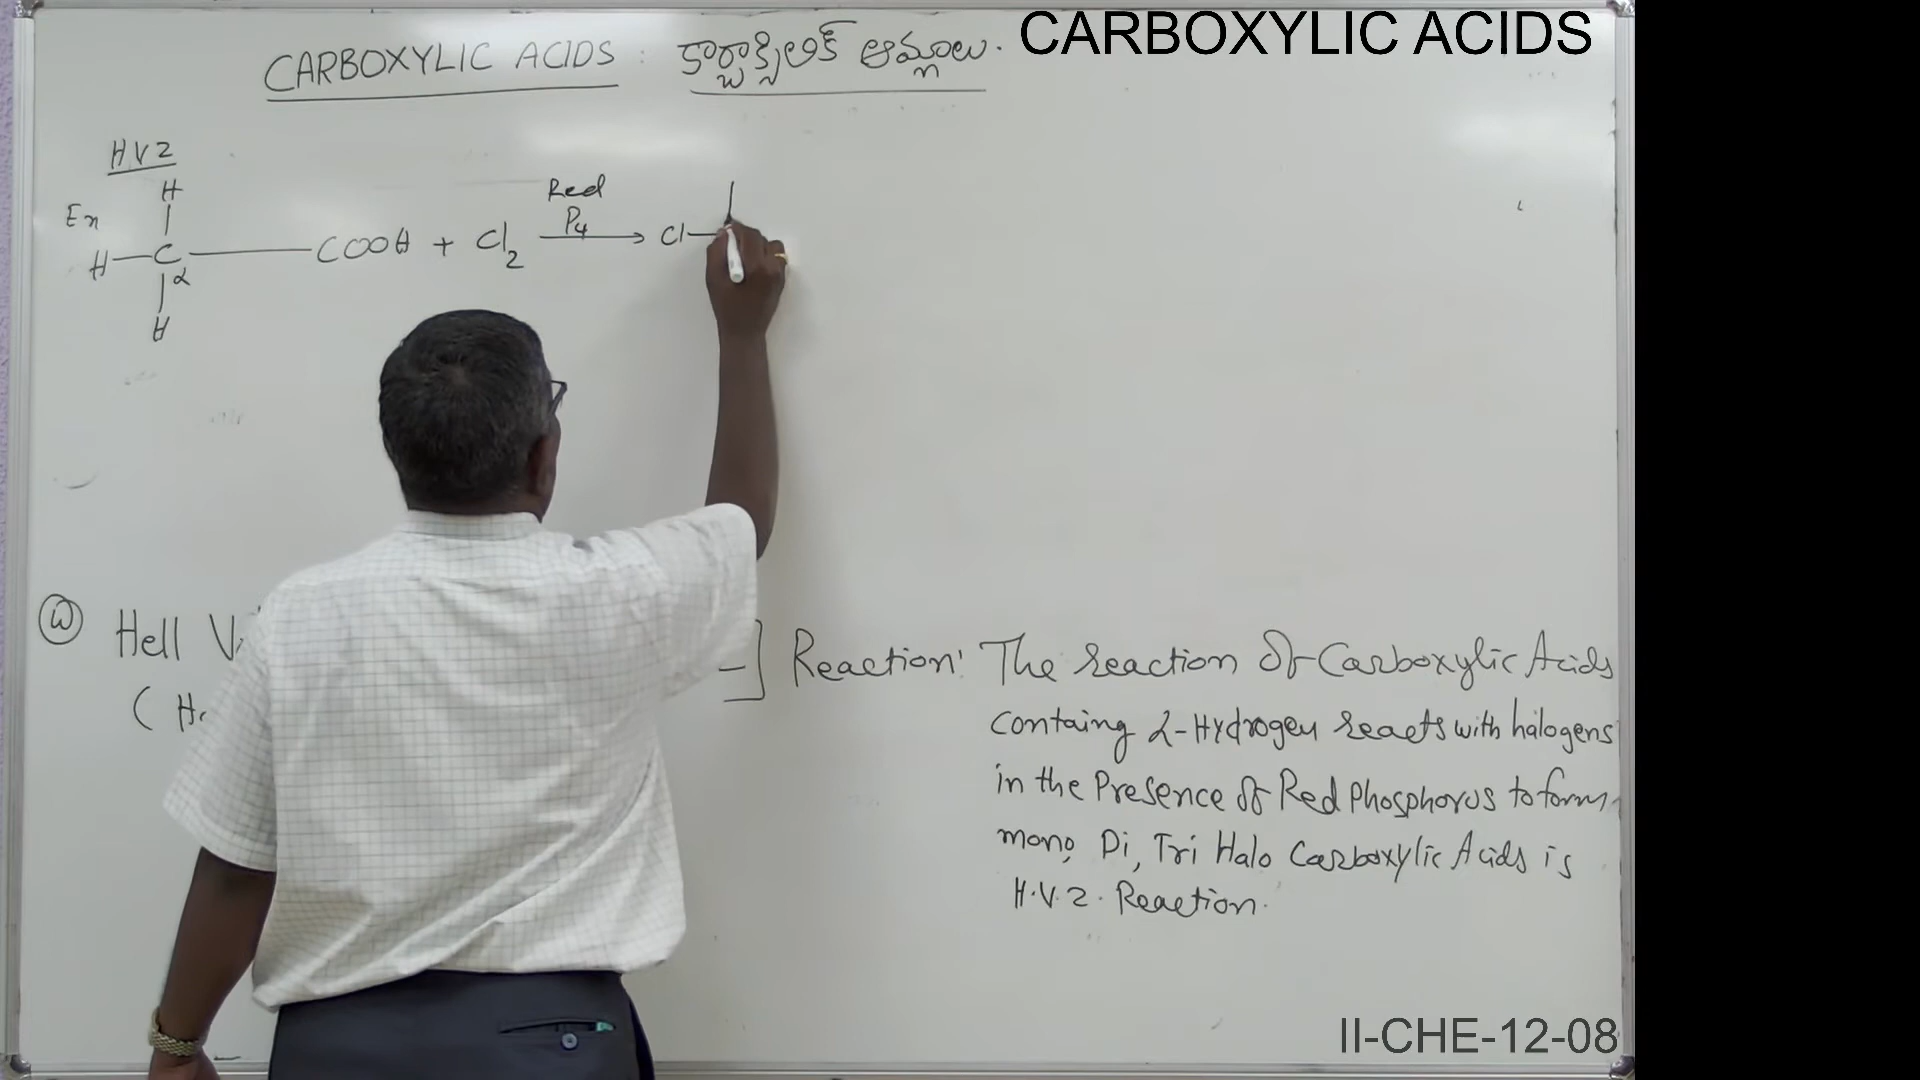 CARBOXYLIC ACIDS : కార్బాక్సిలిక్ ఆమ్లాలు.
CARBOXYLIC ACIDS
H V Z
Ex
H
H—C————COOH + Cl2 → Cl—
α
H
Red
P4
ω Hell V
(H
] Reaction: The reaction of Carboxylic Acids
containg α-Hydrogen reacts with halogens
in the Presence of Red Phosphorus to form
mono, Di, Tri Halo Carboxylic Acids is
H.V.Z. Reaction.
II-CHE-12-08